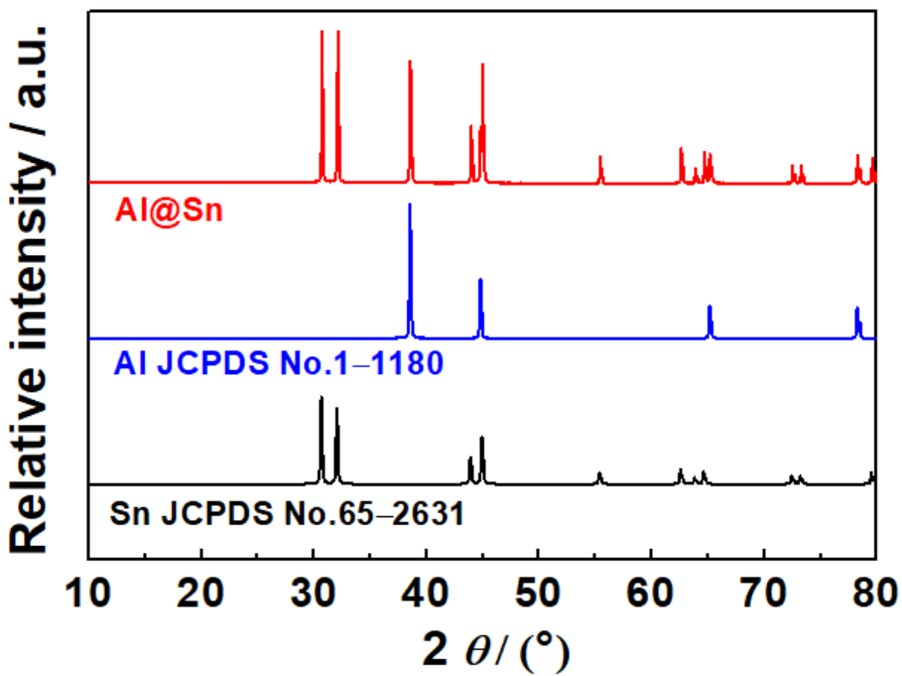 Relative intensity / a.u.
Al@Sn
Al JCPDS No.1–1180
Sn JCPDS No.65–2631
10 20 30 40 50 60 70 80
2 θ / (°)